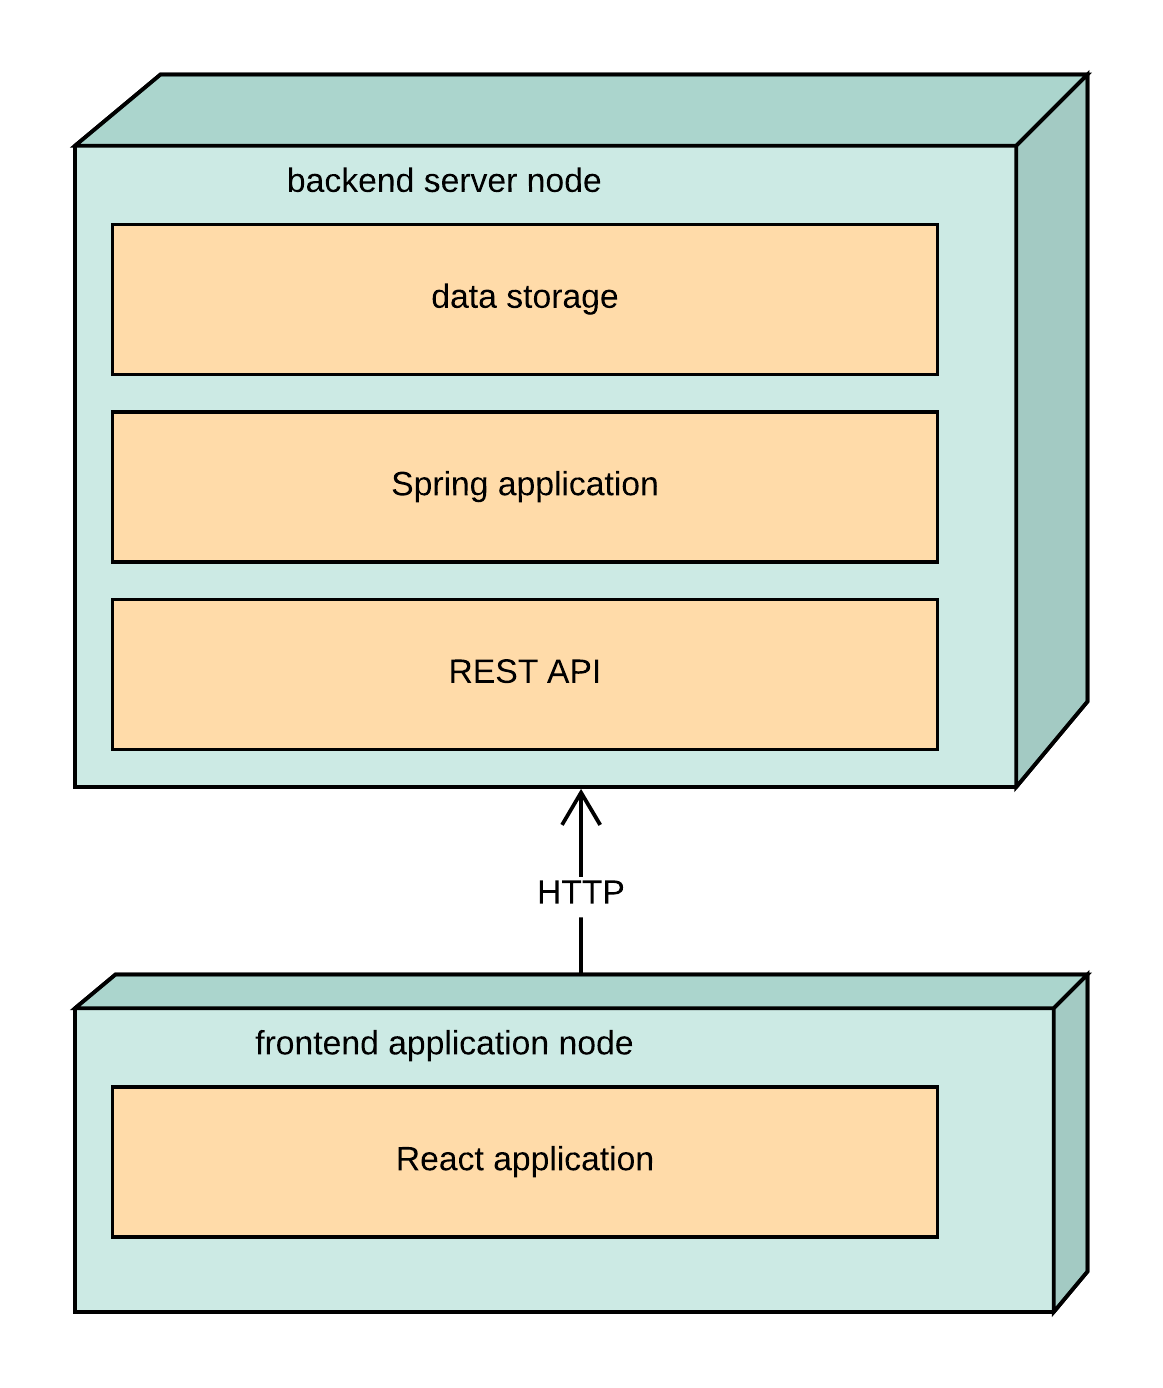 backend server node
data storage
Spring application
REST API
HTTP
frontend application node
React application